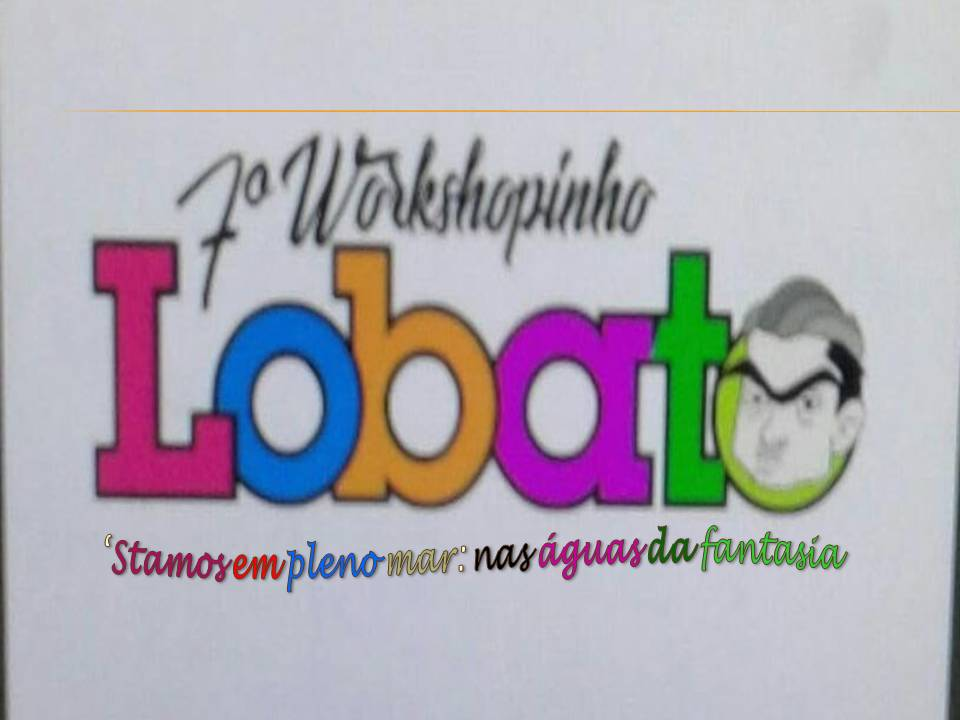 7º Workshopinho
Lobato
‘Stamos em pleno mar: nas águas da fantasia